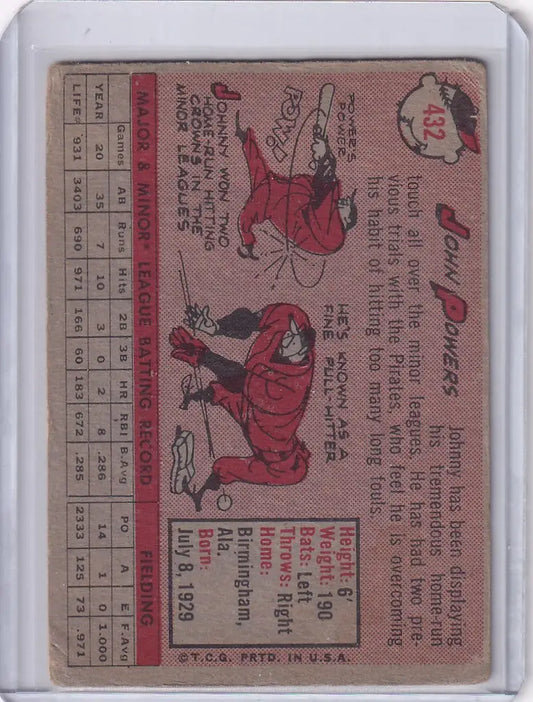 432
JOHN POWERS
Johnny has been displaying
his tremendous home-run
touch all over the minor leagues. He has had two pre-
vious trials with the Pirates, who feel he is overcoming
his habit of hitting too many long fouls.
POWER'S
POWER
POW!
JOHNNY WON TWO
HOME-RUN HITTING
CROWNS IN THE
MINOR LEAGUES
HE'S KNOWN AS A
FINE PULL-HITTER
Height: 6'
Weight: 190
Bats: Left
Throws: Right
Home:
Birmingham,
Ala.
Born:
July 8, 1929
©T.C.G. PRTD. IN U.S.A.
MAJOR & MINOR* LEAGUE BATTING RECORD FIELDING
Games AB Runs Hits 2B 3B HR RBI B.Avg PO A E F.Avg
YEAR 20 35 7 10 3 0 2 8 .286 14 1 0 1.000
LIFE* 931 3403 690 971 166 60 183 672 .285 2333 125 73 .971